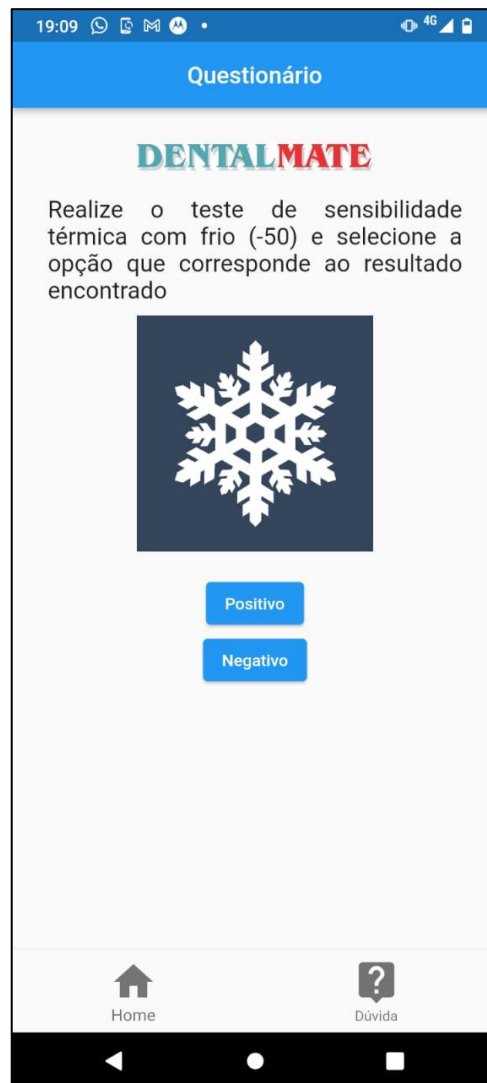 19:09
4G
Questionário
DENTALMATE
Realize o teste de sensibilidade
térmica com frio (-50) e selecione a
opção que corresponde ao resultado
encontrado
Positivo
Negativo
Home
Dúvida